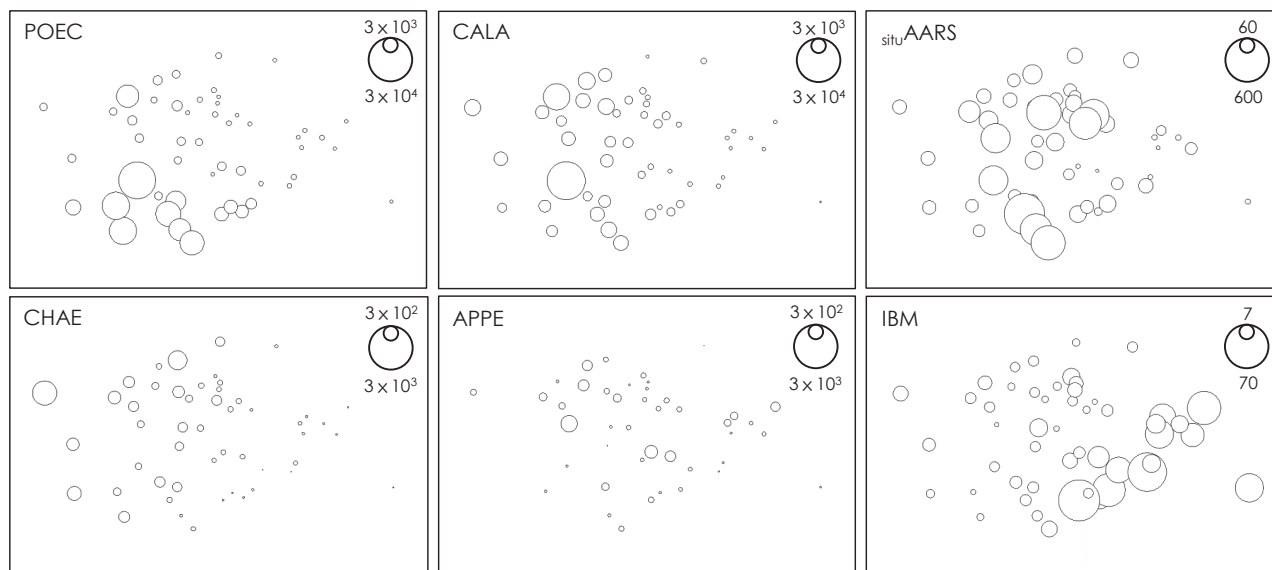 POEC
3 x 10³
3 x 10⁴
CALA
3 x 10³
3 x 10⁴
situAARS
60
600
CHAE
3 x 10²
3 x 10³
APPE
3 x 10²
3 x 10³
IBM
7
70